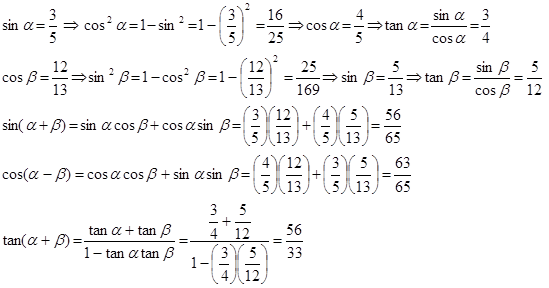 sin α = 3/5 ⇒ cos² α = 1 − sin² = 1 − (3/5)² = 16/25 ⇒ cos α = 4/5 ⇒ tan α = sin α/cos α = 3/4
cos β = 12/13 ⇒ sin² β = 1 − cos² β = 1 − (12/13)² = 25/169 ⇒ sin β = 5/13 ⇒ tan β = sin β/cos β = 5/12
sin(α + β) = sin α cos β + cos α sin β = (3/5)(12/13) + (4/5)(5/13) = 56/65
cos(α − β) = cos α cos β + sin α sin β = (4/5)(12/13) + (3/5)(5/13) = 63/65
tan(α + β) = (tan α + tan β)/(1 − tan α tan β) = (3/4 + 5/12)/(1 − (3/4)(5/12)) = 56/33